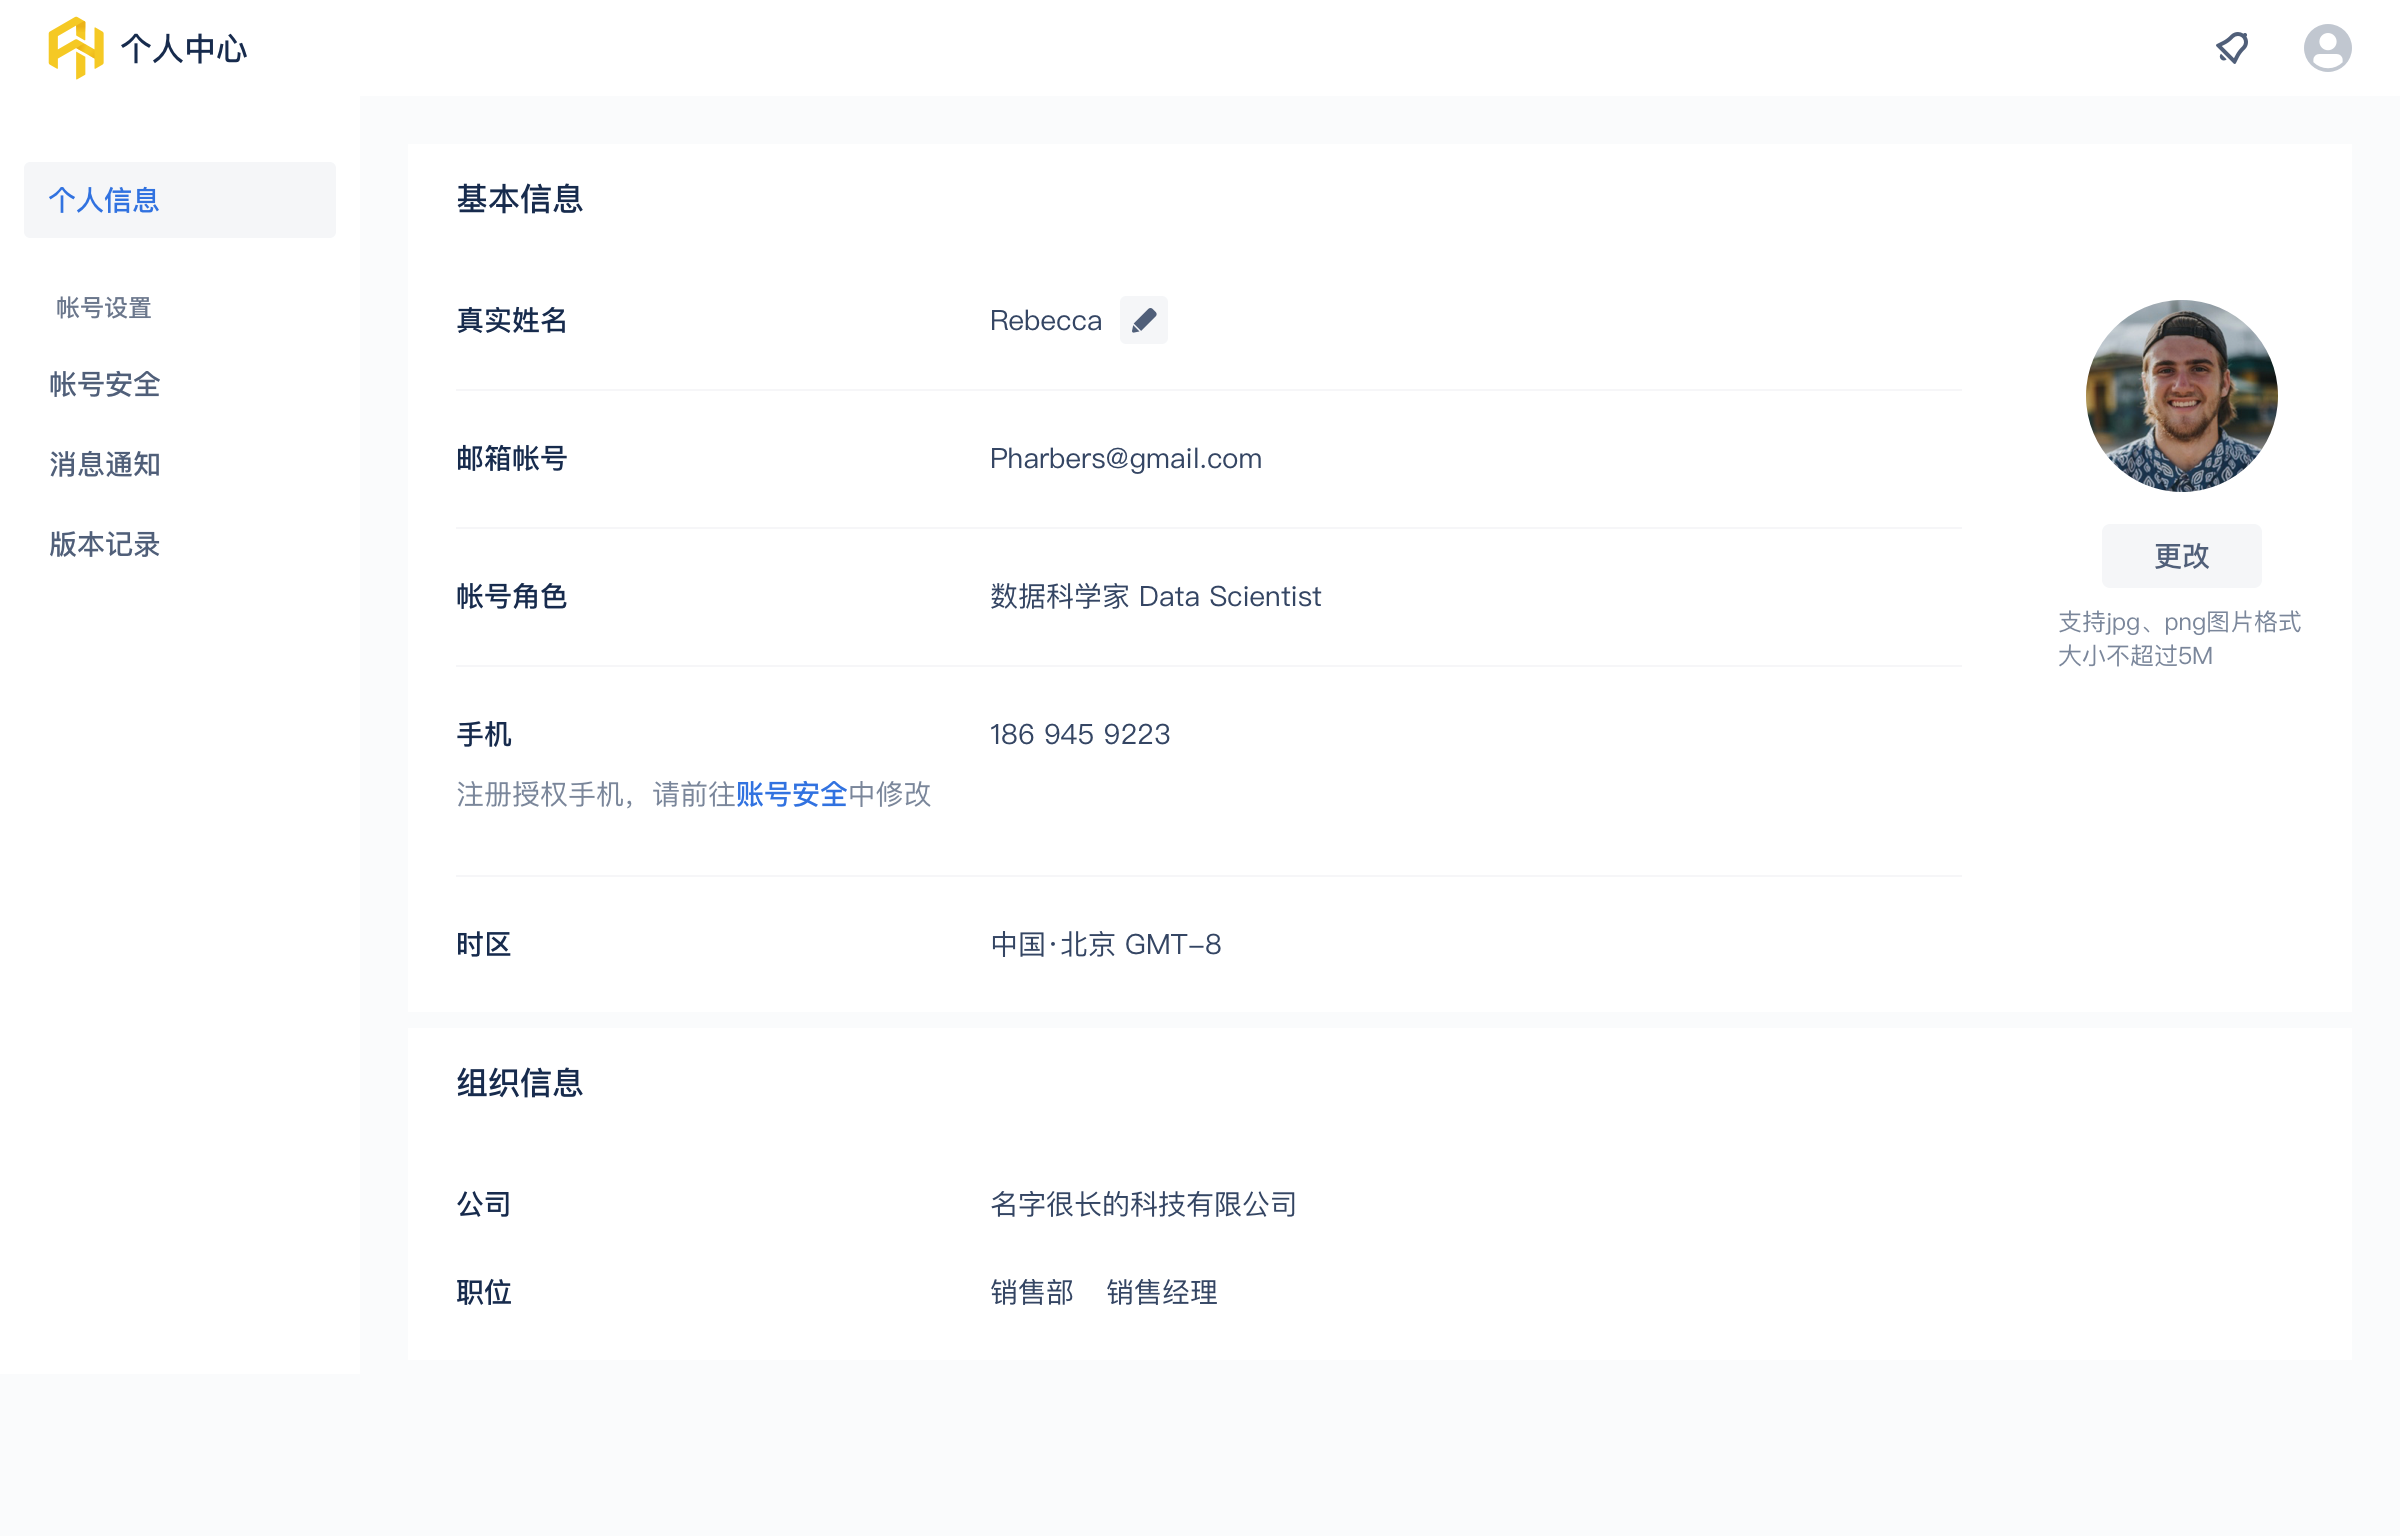 个人中心
个人信息
帐号设置
帐号安全
消息通知
版本记录
基本信息
真实姓名 Rebecca
邮箱帐号 Pharbers@gmail.com
帐号角色 数据科学家 Data Scientist
手机 186 945 9223
注册授权手机，请前往账号安全中修改
时区 中国·北京 GMT-8
更改
支持jpg、png图片格式
大小不超过5M
组织信息
公司 名字很长的科技有限公司
职位 销售部 销售经理